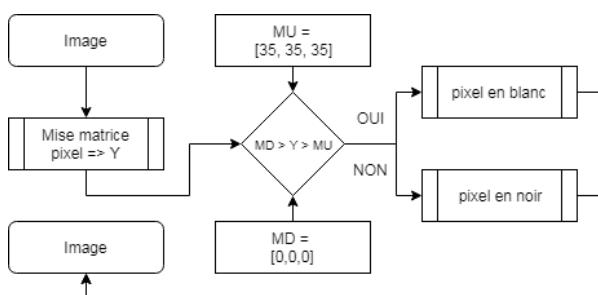 Image
MU =
[35, 35, 35]
Mise matrice
pixel => Y
MD > Y > MU
OUI
NON
pixel en blanc
pixel en noir
Image
MD =
[0,0,0]